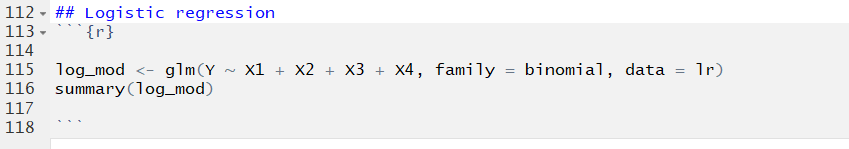 112 ## Logistic regression
113 ```{r}
114
115 log_mod <- glm(Y ~ X1 + X2 + X3 + X4, family = binomial, data = lr)
116 summary(log_mod)
117
118 ```